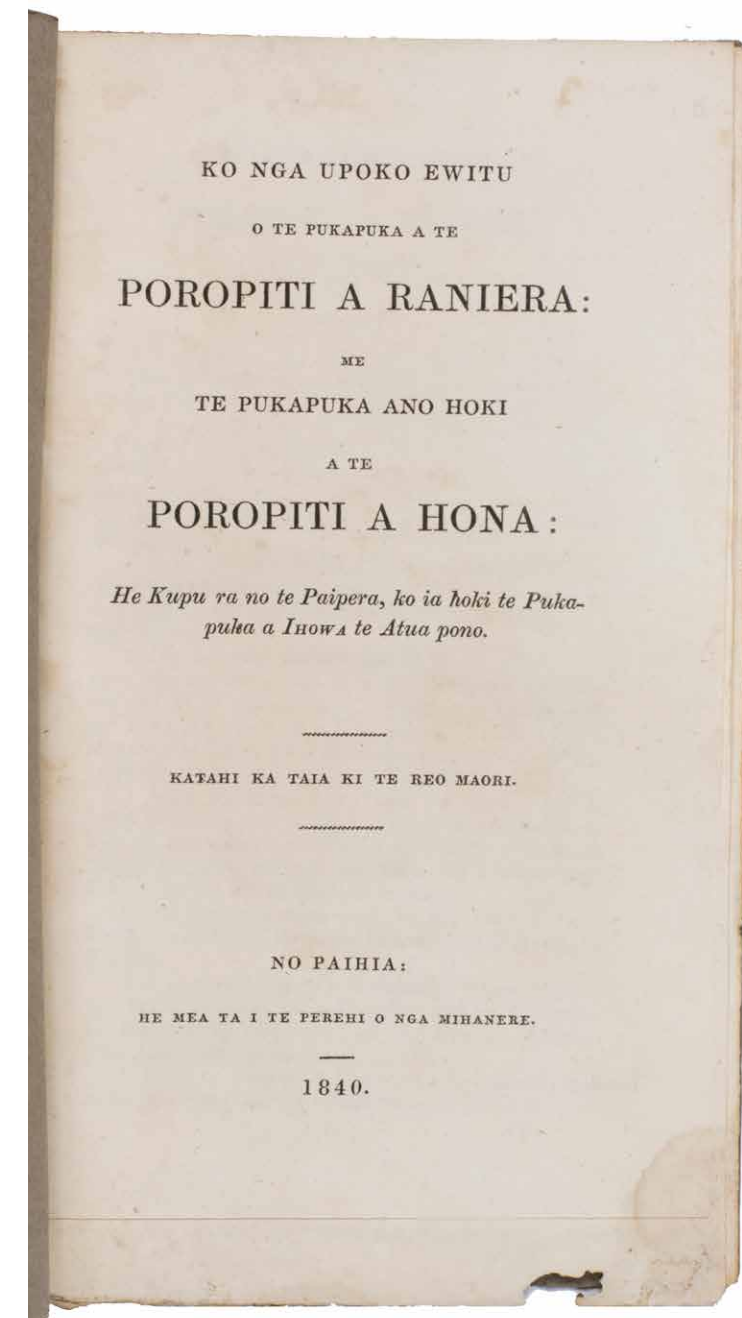 KO NGA UPOKO EWITU
O TE PUKAPUKA A TE
POROPITI A RANIERA:
ME
TE PUKAPUKA ANO HOKI
A TE
POROPITI A HONA:
He Kupu ra no te Paipera, ko ia hoki te Puka-
puka a IHOWA te Atua pono.
KATAHI KA TAIA KI TE REO MAORI.
NO PAIHIA:
HE MEA TA I TE PEREHI O NGA MIHANERE.
1840.